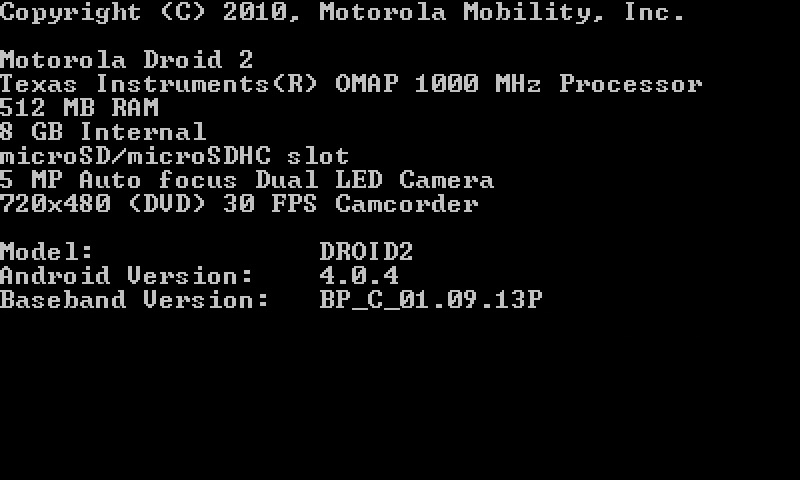 Copyright (C) 2010, Motorola Mobility, Inc.
Motorola Droid 2
Texas Instruments(R) OMAP 1000 MHz Processor
512 MB RAM
8 GB Internal
microSD/microSDHC slot
5 MP Auto focus Dual LED Camera
720x480 (DVD) 30 FPS Camcorder
Model: DROID2
Android Version: 4.0.4
Baseband Version: BP_C_01.09.13P